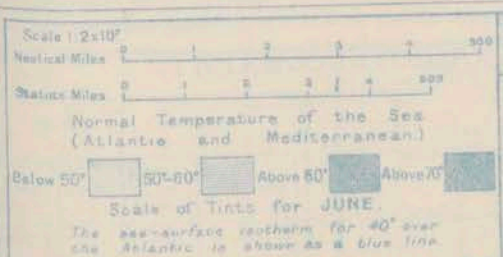 Scale 1:2×10⁷
Nautical Miles 0 1 2 3 4 500
Statute Miles 0 1 2 3 4 500
Normal Temperature of the Sea
(Atlantic and Mediterranean.)
Below 50° 50°-60° Above 60° Above 70°
Scale of Tints for JUNE.
The sea-surface isotherm for 40° over
the Atlantic is shown as a blue line.